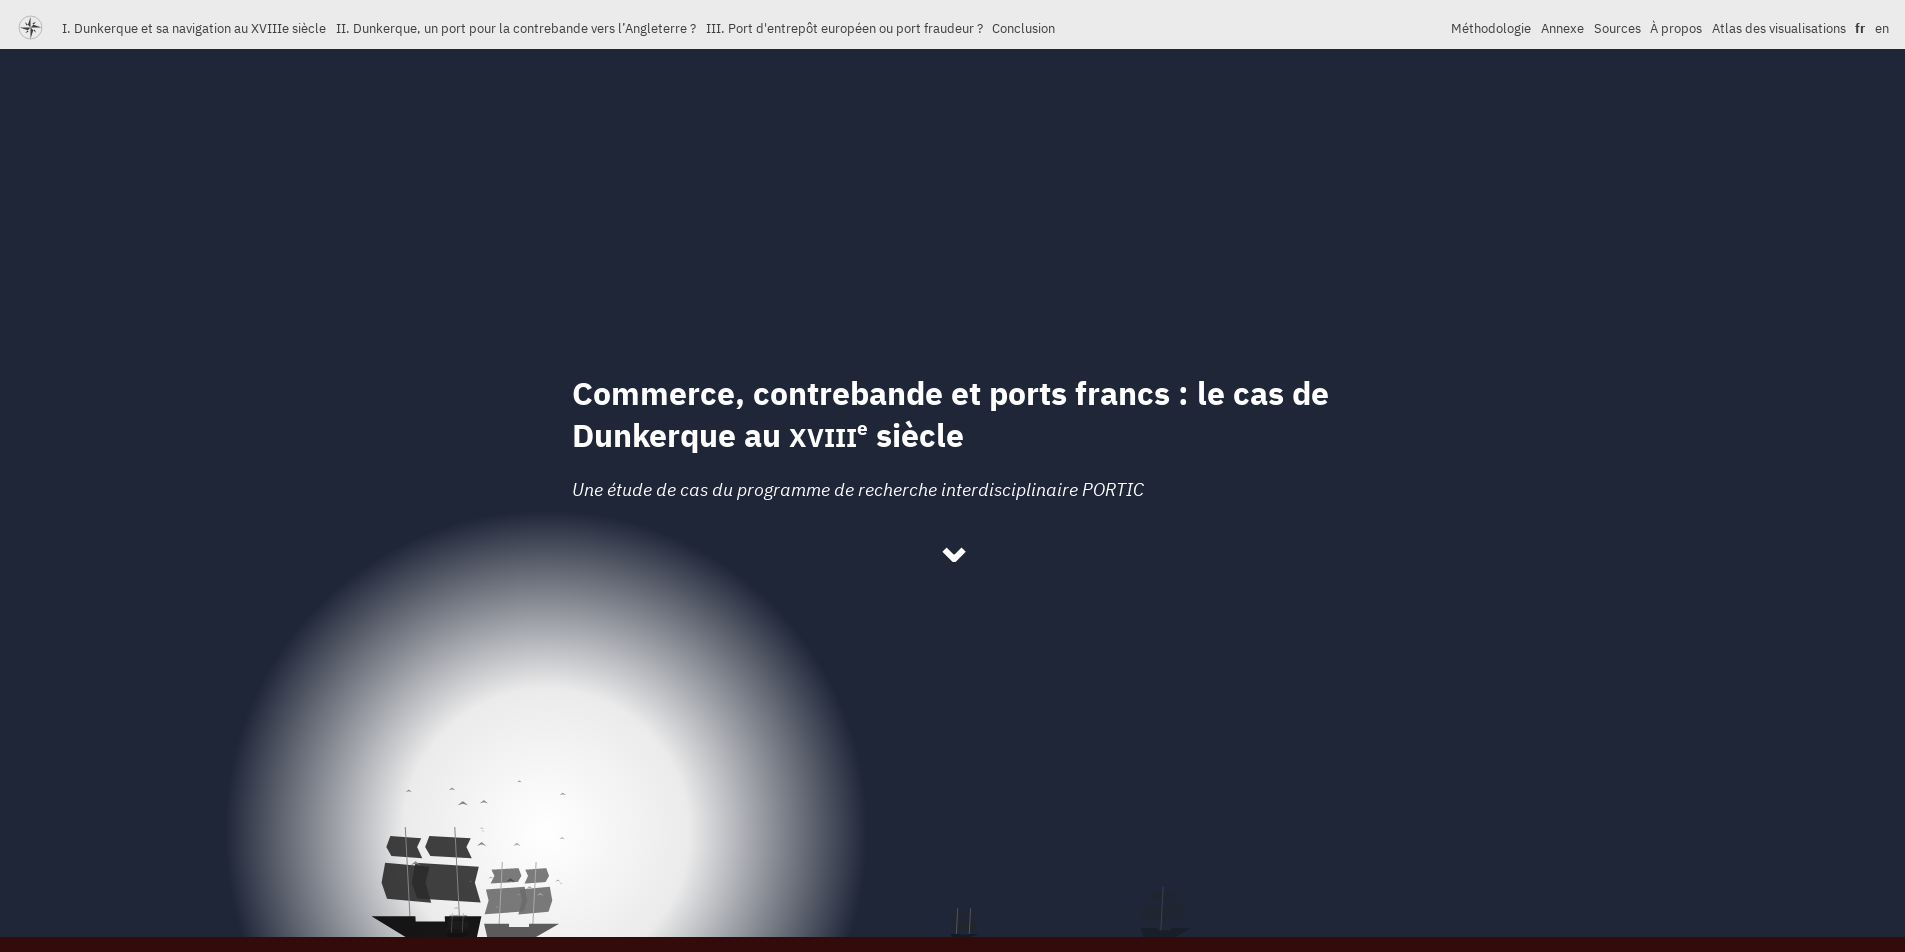 I. Dunkerque et sa navigation au XVIIIe siècle II. Dunkerque, un port pour la contrebande vers l’Angleterre ? III. Port d'entrepôt européen ou port fraudeur ? Conclusion Méthodologie Annexe Sources À propos Atlas des visualisations fr en
Commerce, contrebande et ports francs : le cas de
Dunkerque au XVIIIe siècle
Une étude de cas du programme de recherche interdisciplinaire PORTIC